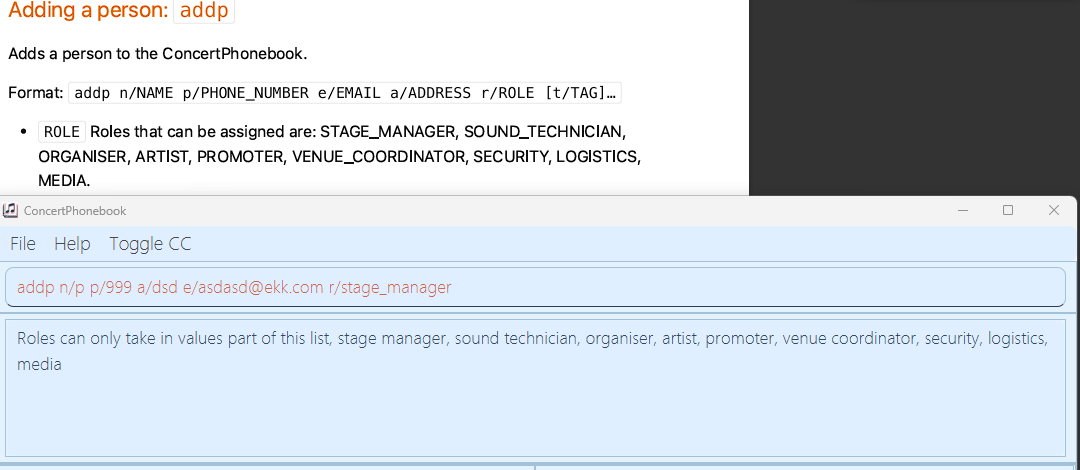 Adding a person: addp
Adds a person to the ConcertPhonebook.
Format: addp n/NAME p/PHONE_NUMBER e/EMAIL a/ADDRESS r/ROLE [t/TAG]…
• ROLE Roles that can be assigned are: STAGE_MANAGER, SOUND_TECHNICIAN,
ORGANISER, ARTIST, PROMOTER, VENUE_COORDINATOR, SECURITY, LOGISTICS,
MEDIA.
ConcertPhonebook
File Help Toggle CC
addp n/p p/999 a/dsd e/asdasd@ekk.com r/stage_manager
Roles can only take in values part of this list, stage manager, sound technician, organiser, artist, promoter, venue coordinator, security, logistics,
media